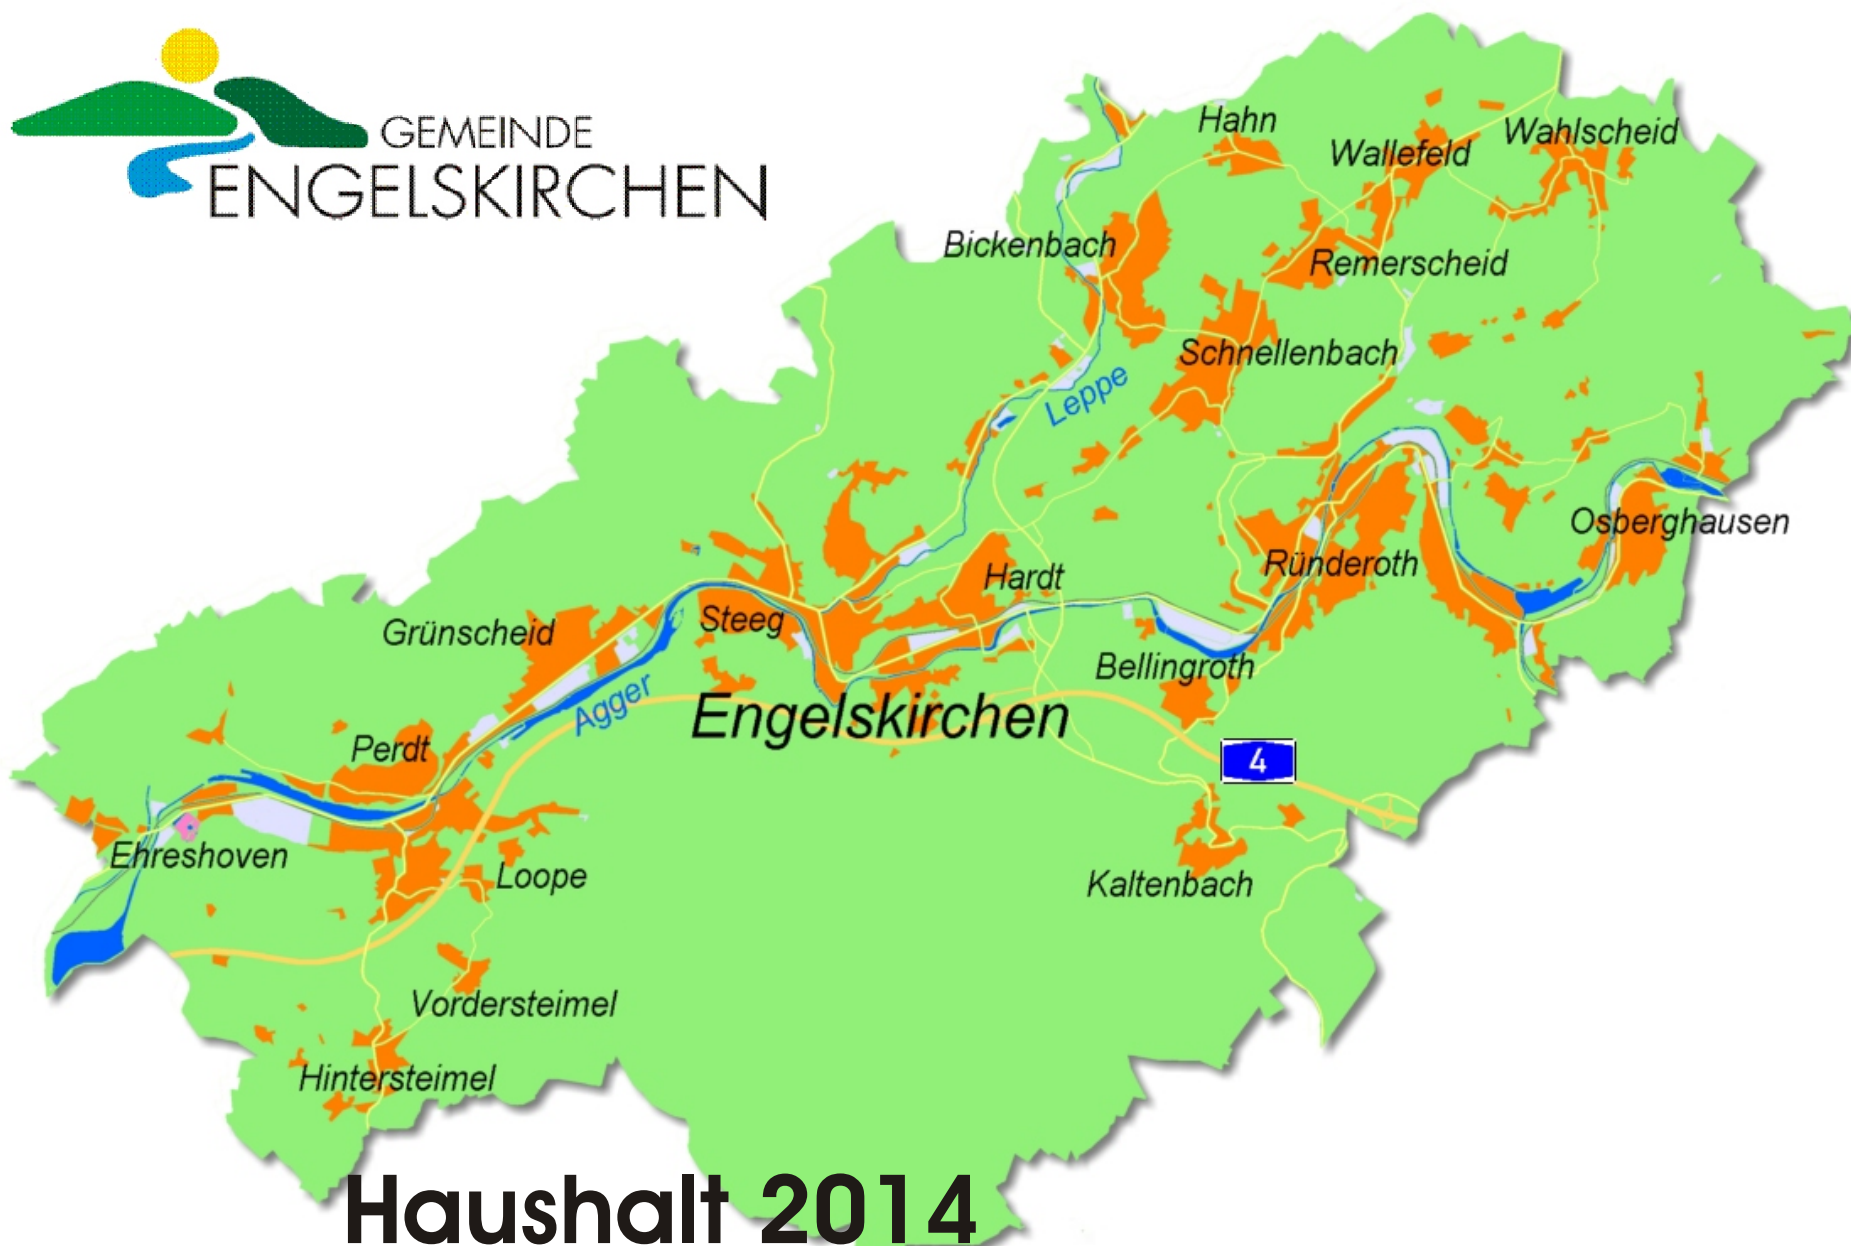 GEMEINDE
ENGELSKIRCHEN
Hahn
Wallefeld
Wahlscheid
Bickenbach
Remerscheid
Schnellenbach
Leppe
Osberghausen
Ründeroth
Hardt
Steeg
Grünscheid
Bellingroth
Agger
Engelskirchen
Perdt
4
Ehreshoven
Loope
Kaltenbach
Vordersteimel
Hintersteimel
Haushalt 2014